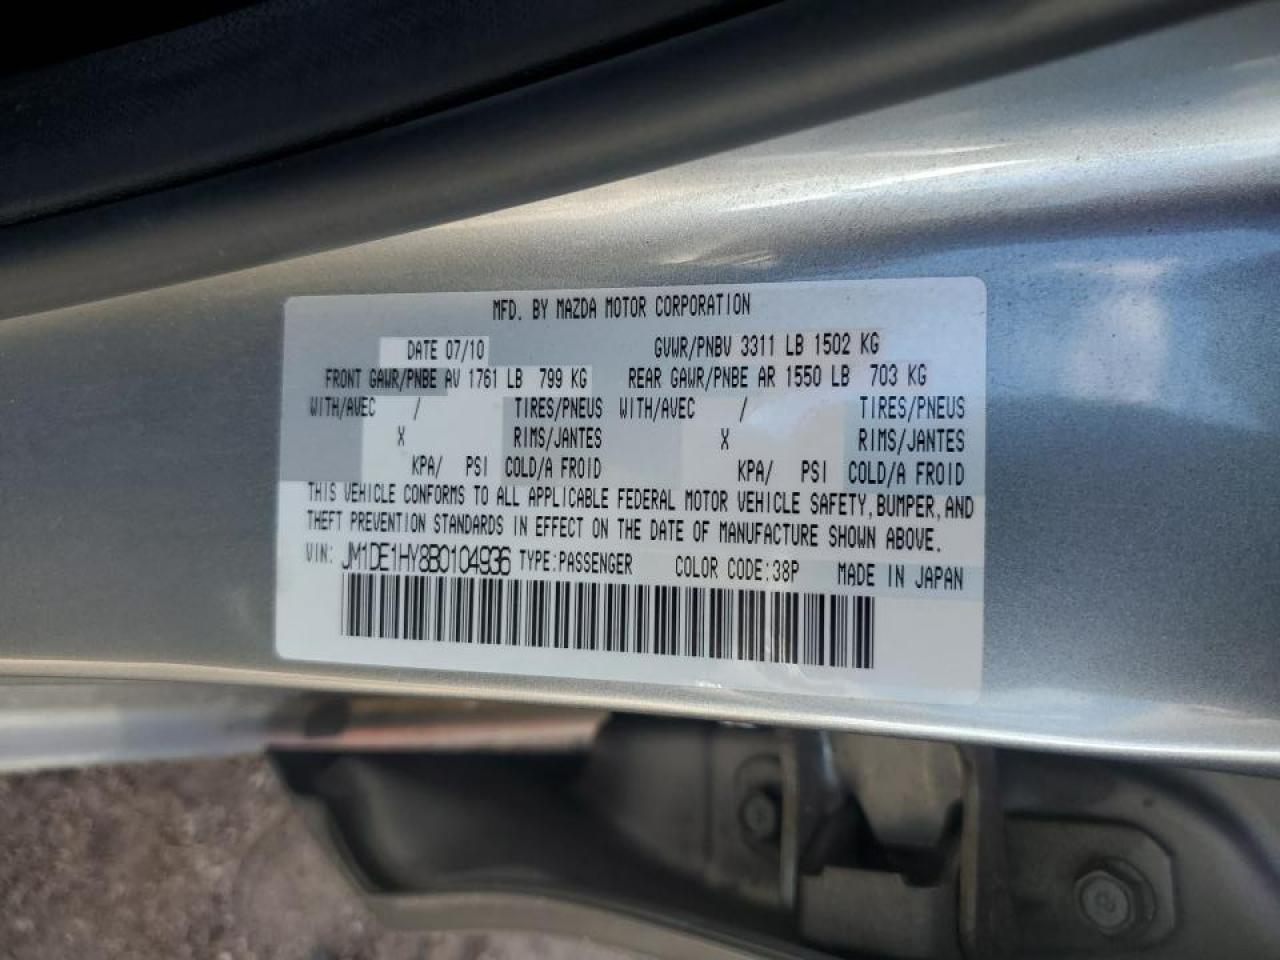 MFD. BY MAZDA MOTOR CORPORATION
DATE 07/10 GVWR/PNBV 3311 LB 1502 KG
FRONT GAWR/PNBE AV 1761 LB 799 KG REAR GAWR/PNBE AR 1550 LB 703 KG
WITH/AVEC / TIRES/PNEUS WITH/AVEC / TIRES/PNEUS
X RIMS/JANTES X RIMS/JANTES
KPA/ PSI COLD/A FROID KPA/ PSI COLD/A FROID
THIS VEHICLE CONFORMS TO ALL APPLICABLE FEDERAL MOTOR VEHICLE SAFETY, BUMPER, AND
THEFT PREVENTION STANDARDS IN EFFECT ON THE DATE OF MANUFACTURE SHOWN ABOVE.
VIN: JM1DE1HY8B0104936 TYPE:PASSENGER COLOR CODE:38P MADE IN JAPAN